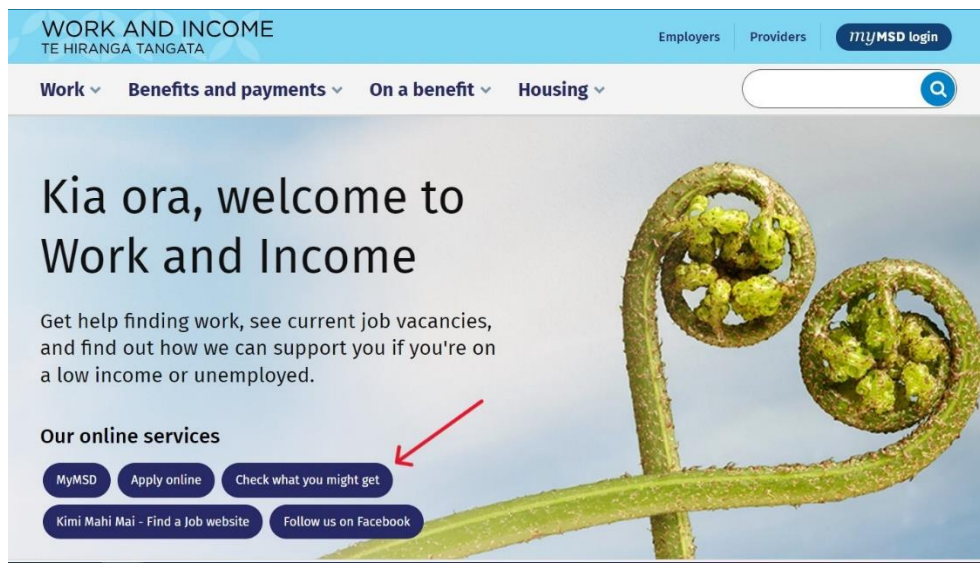 WORK AND INCOME
TE HIRANGA TANGATA
Employers
Providers
myMSD login
Work
Benefits and payments
On a benefit
Housing
Kia ora, welcome to
Work and Income
Get help finding work, see current job vacancies,
and find out how we can support you if you're on
a low income or unemployed.
Our online services
MyMSD
Apply online
Check what you might get
Kimi Mahi Mai - Find a Job website
Follow us on Facebook